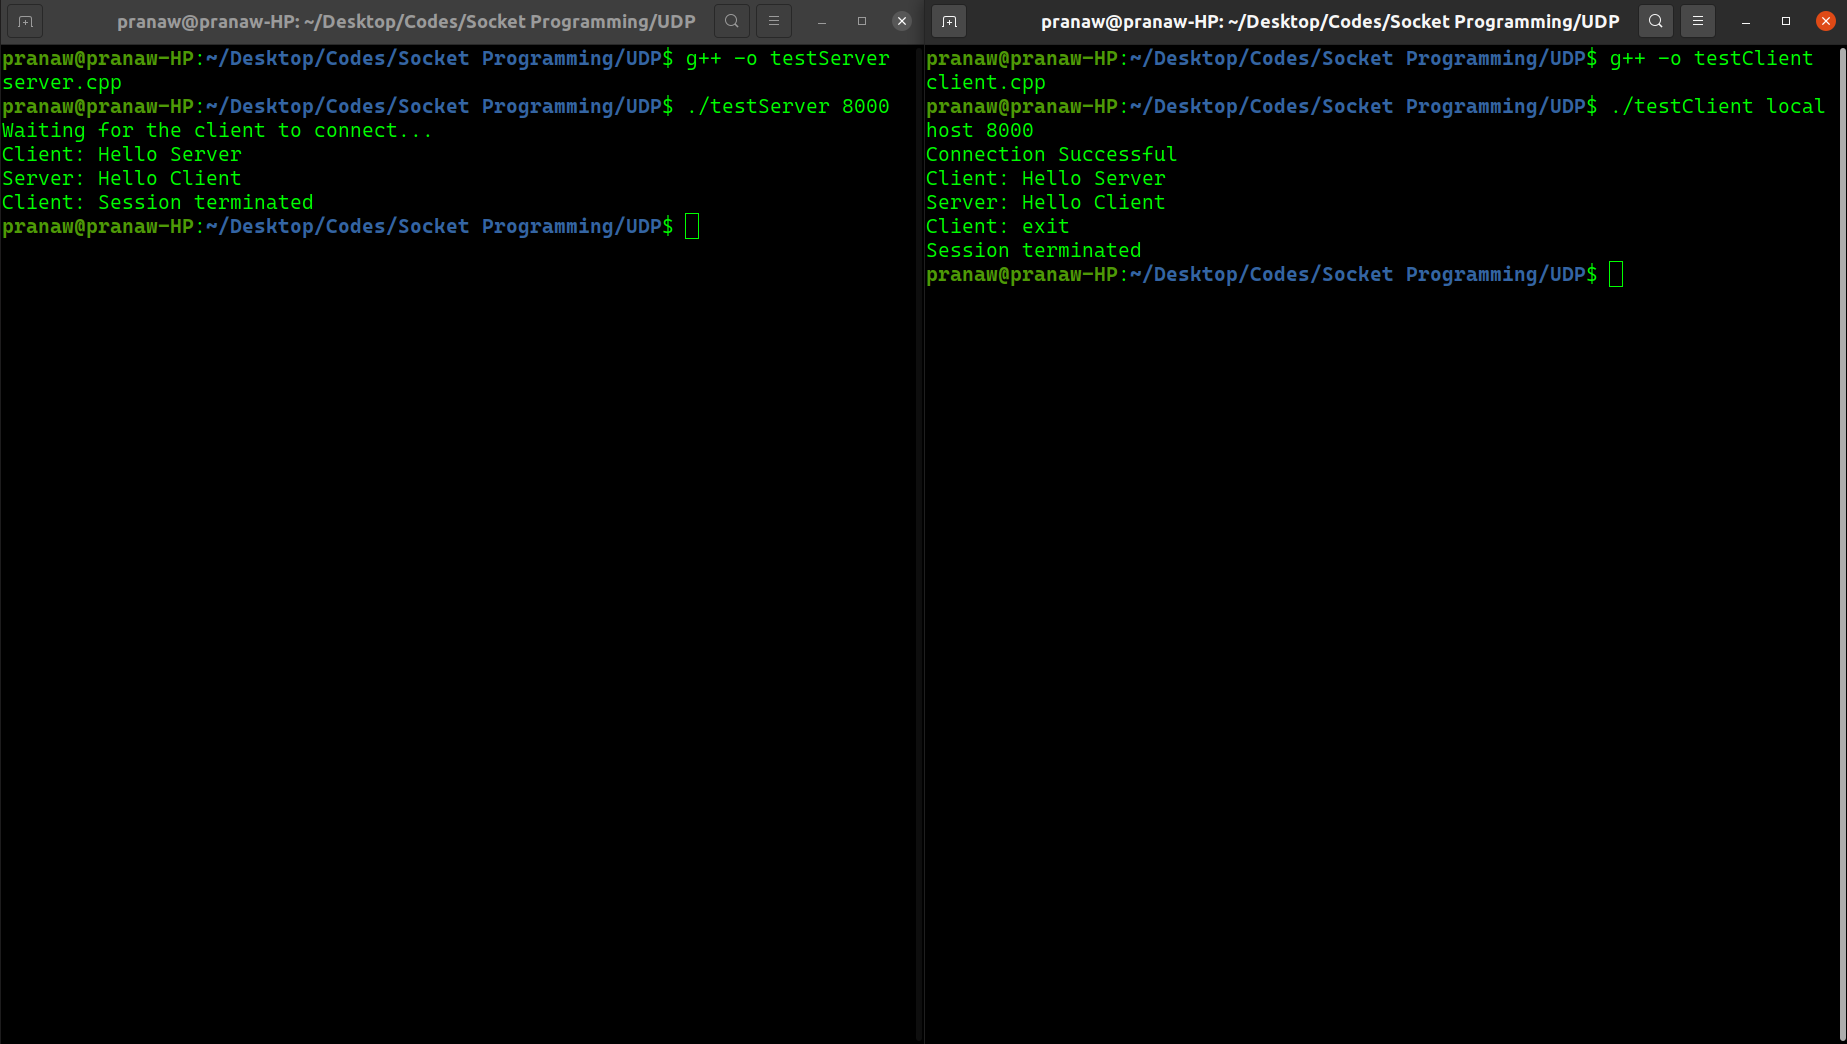 pranaw@pranaw-HP: ~/Desktop/Codes/Socket Programming/UDP
pranaw@pranaw-HP:~/Desktop/Codes/Socket Programming/UDP$ g++ -o testServer
server.cpp
pranaw@pranaw-HP:~/Desktop/Codes/Socket Programming/UDP$ ./testServer 8000
Waiting for the client to connect...
Client: Hello Server
Server: Hello Client
Client: Session terminated
pranaw@pranaw-HP:~/Desktop/Codes/Socket Programming/UDP$
pranaw@pranaw-HP: ~/Desktop/Codes/Socket Programming/UDP
pranaw@pranaw-HP:~/Desktop/Codes/Socket Programming/UDP$ g++ -o testClient
client.cpp
pranaw@pranaw-HP:~/Desktop/Codes/Socket Programming/UDP$ ./testClient local
host 8000
Connection Successful
Client: Hello Server
Server: Hello Client
Client: exit
Session terminated
pranaw@pranaw-HP:~/Desktop/Codes/Socket Programming/UDP$